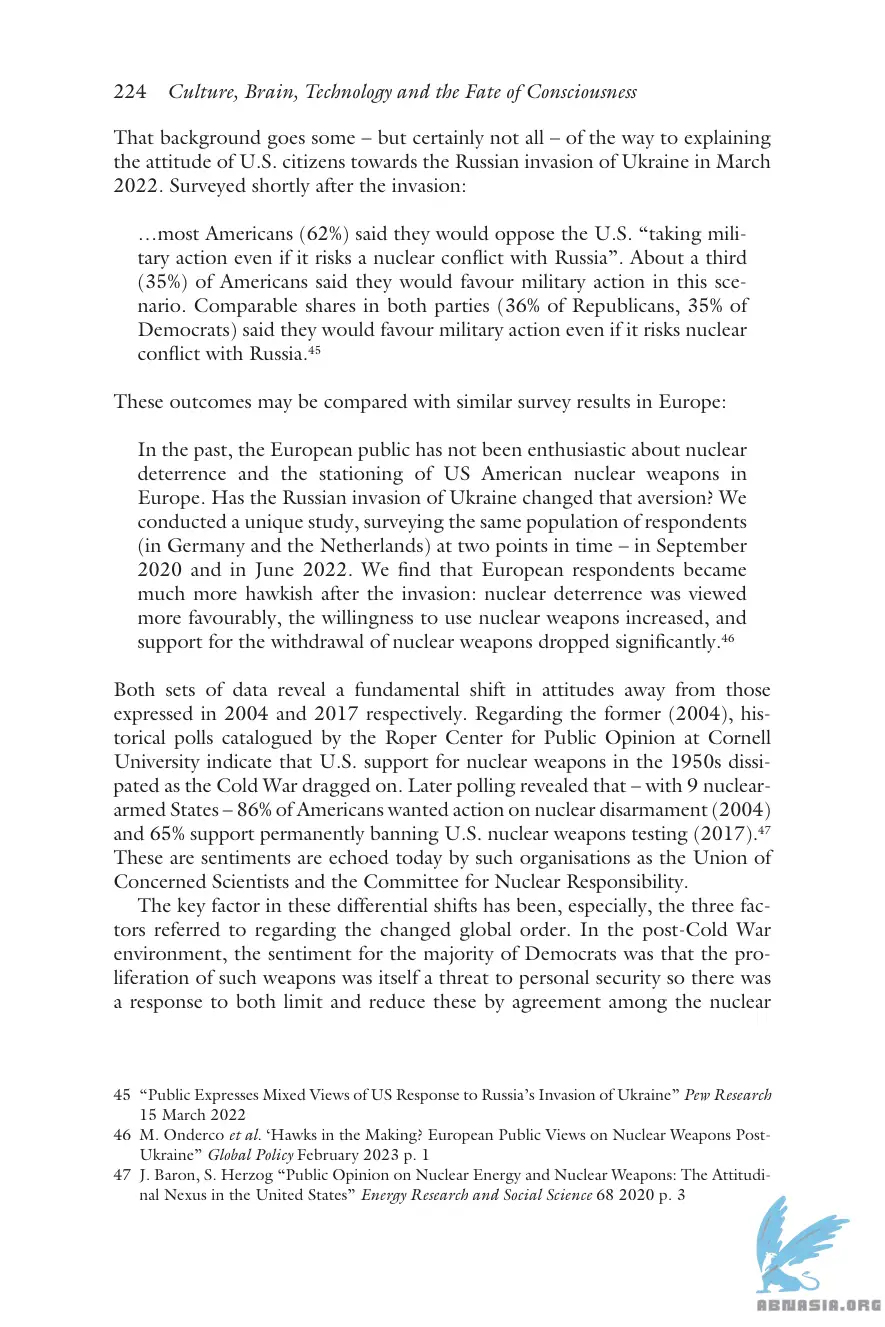 224 Culture, Brain, Technology and the Fate of Consciousness
That background goes some – but certainly not all – of the way to explaining
the attitude of U.S. citizens towards the Russian invasion of Ukraine in March
2022. Surveyed shortly after the invasion:
…most Americans (62%) said they would oppose the U.S. “taking mili-
tary action even if it risks a nuclear conflict with Russia”. About a third
(35%) of Americans said they would favour military action in this sce-
nario. Comparable shares in both parties (36% of Republicans, 35% of
Democrats) said they would favour military action even if it risks nuclear
conflict with Russia.⁴⁵
These outcomes may be compared with similar survey results in Europe:
In the past, the European public has not been enthusiastic about nuclear
deterrence and the stationing of US American nuclear weapons in
Europe. Has the Russian invasion of Ukraine changed that aversion? We
conducted a unique study, surveying the same population of respondents
(in Germany and the Netherlands) at two points in time – in September
2020 and in June 2022. We find that European respondents became
much more hawkish after the invasion: nuclear deterrence was viewed
more favourably, the willingness to use nuclear weapons increased, and
support for the withdrawal of nuclear weapons dropped significantly.⁴⁶
Both sets of data reveal a fundamental shift in attitudes away from those
expressed in 2004 and 2017 respectively. Regarding the former (2004), his-
torical polls catalogued by the Roper Center for Public Opinion at Cornell
University indicate that U.S. support for nuclear weapons in the 1950s dissi-
pated as the Cold War dragged on. Later polling revealed that – with 9 nuclear-
armed States – 86% of Americans wanted action on nuclear disarmament (2004)
and 65% support permanently banning U.S. nuclear weapons testing (2017).⁴⁷
These are sentiments are echoed today by such organisations as the Union of
Concerned Scientists and the Committee for Nuclear Responsibility.
The key factor in these differential shifts has been, especially, the three fac-
tors referred to regarding the changed global order. In the post-Cold War
environment, the sentiment for the majority of Democrats was that the pro-
liferation of such weapons was itself a threat to personal security so there was
a response to both limit and reduce these by agreement among the nuclear
45 “Public Expresses Mixed Views of US Response to Russia’s Invasion of Ukraine” Pew Research
15 March 2022
46 M. Onderco et al. ‘Hawks in the Making? European Public Views on Nuclear Weapons Post-
Ukraine” Global Policy February 2023 p. 1
47 J. Baron, S. Herzog “Public Opinion on Nuclear Energy and Nuclear Weapons: The Attitudi-
nal Nexus in the United States” Energy Research and Social Science 68 2020 p. 3
ABNASIA.ORG